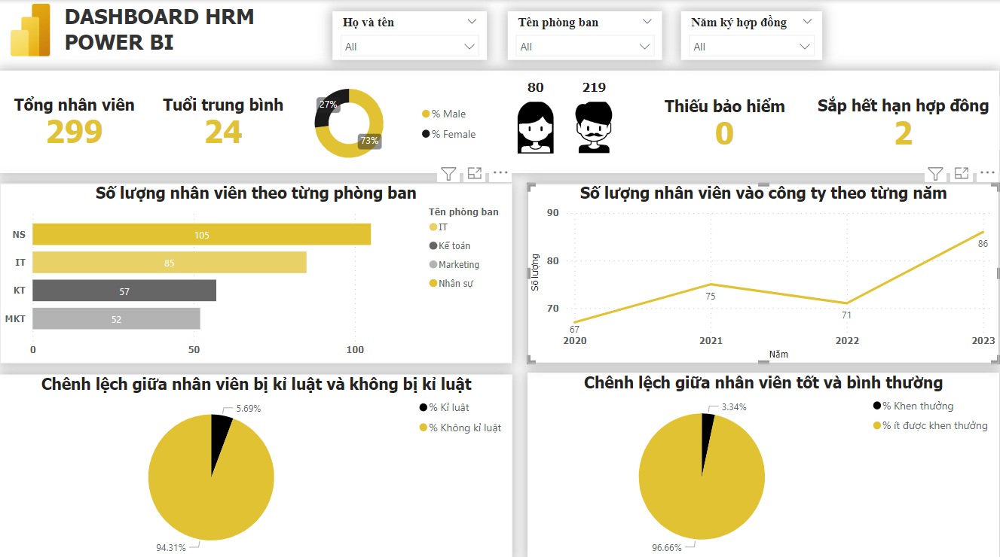 DASHBOARD HRM
POWER BI
Họ và tên
All
Tên phòng ban
All
Năm ký hợp đồng
All
Tổng nhân viên
299
Tuổi trung bình
24
27%
73%
% Male
% Female
80
219
Thiếu bảo hiểm
0
Sắp hết hạn hợp đồng
2
Số lượng nhân viên theo từng phòng ban
NS
105
IT
85
KT
57
MKT
52
0
50
100
Tên phòng ban
IT
Kế toán
Marketing
Nhân sự
Số lượng nhân viên vào công ty theo từng năm
Số lượng
90
80
70
67
75
71
86
2020
2021
2022
2023
Năm
Chênh lệch giữa nhân viên bị kỉ luật và không bị kỉ luật
5.69%
94.31%
% Kỉ luật
% Không kỉ luật
Chênh lệch giữa nhân viên tốt và bình thường
3.34%
96.66%
% Khen thưởng
% ít được khen thưởng